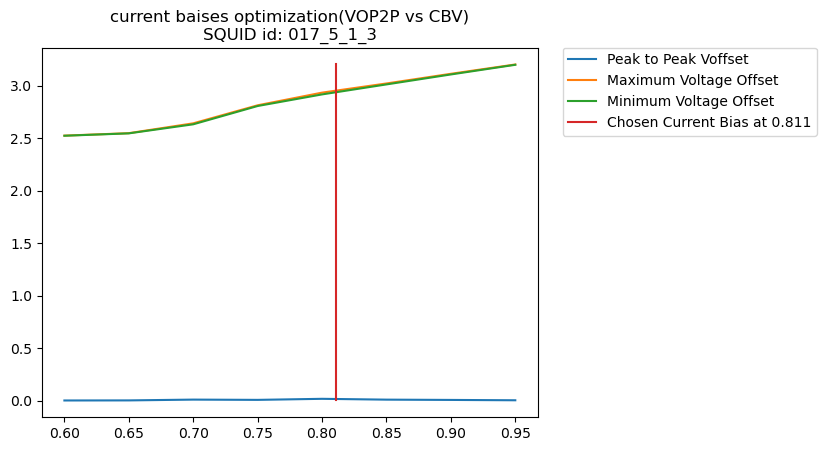 current baises optimization(VOP2P vs CBV)
SQUID id: 017_5_1_3
Peak to Peak Voffset
Maximum Voltage Offset
Minimum Voltage Offset
Chosen Current Bias at 0.811
3.0
2.5
2.0
1.5
1.0
0.5
0.0
0.60 0.65 0.70 0.75 0.80 0.85 0.90 0.95